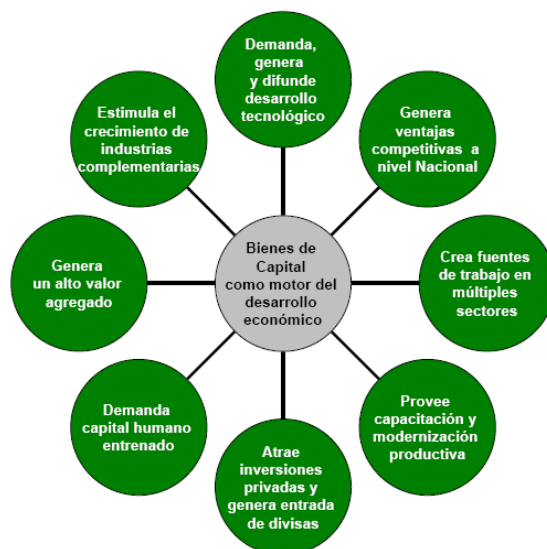 Demanda,
genera
y difunde
desarrollo
tecnológico
Genera
ventajas
competitivas a
nivel Nacional
Crea fuentes
de trabajo en
múltiples
sectores
Provee
capacitación y
modernización
productiva
Atrae
inversiones
privadas y
genera entrada
de divisas
Demanda
capital humano
entrenado
Genera
un alto valor
agregado
Estimula el
crecimiento de
industrias
complementarias
Bienes de
Capital
como motor del
desarrollo
económico